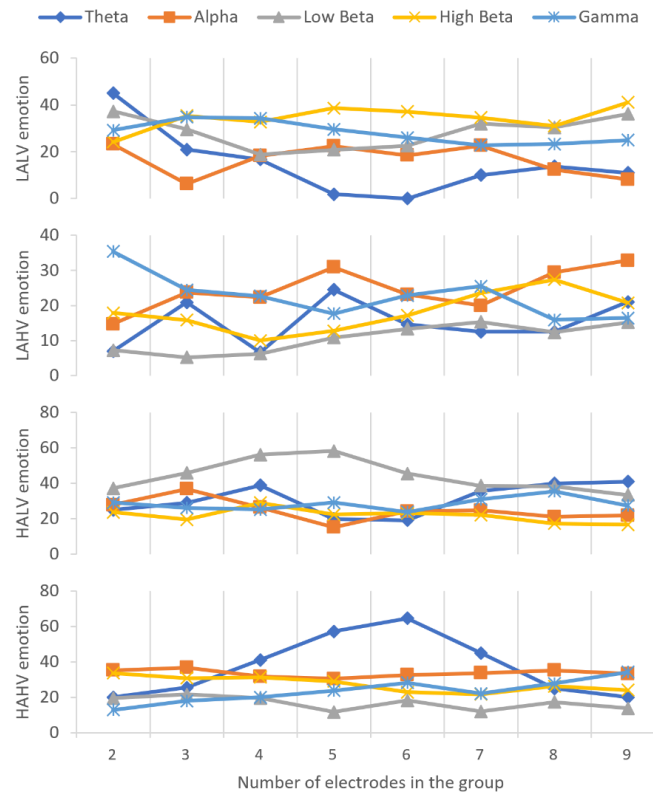 Theta Alpha Low Beta High Beta Gamma
60
40
20
0
LALV emotion
40
30
20
10
0
LAHV emotion
80
60
40
20
0
HALV emotion
80
60
40
20
0
HAHV emotion
2 3 4 5 6 7 8 9
Number of electrodes in the group